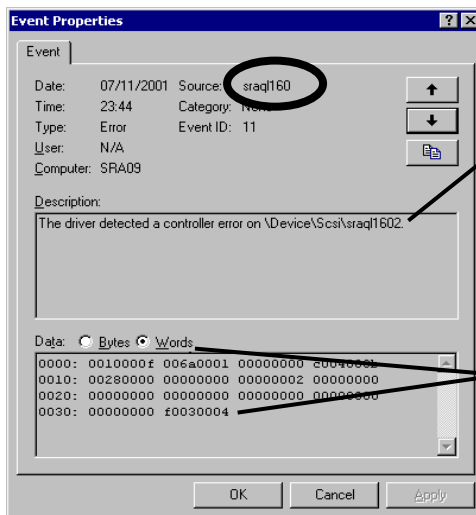 Event Properties
Event
Date: 07/11/2001 Source: sraql160
Time: 23:44 Category: None
Type: Error Event ID: 11
User: N/A
Computer: SRA09
Description:
The driver detected a controller error on \Device\Scsi\sraql1602.
Data: Bytes Words
0000: 0010000f 006a0001 00000000 c004000b
0010: 00280000 00000000 00000002 00000000
0020: 00000000 00000000 00000000 00000000
0030: 00000000 f0030004
OK Cancel Apply